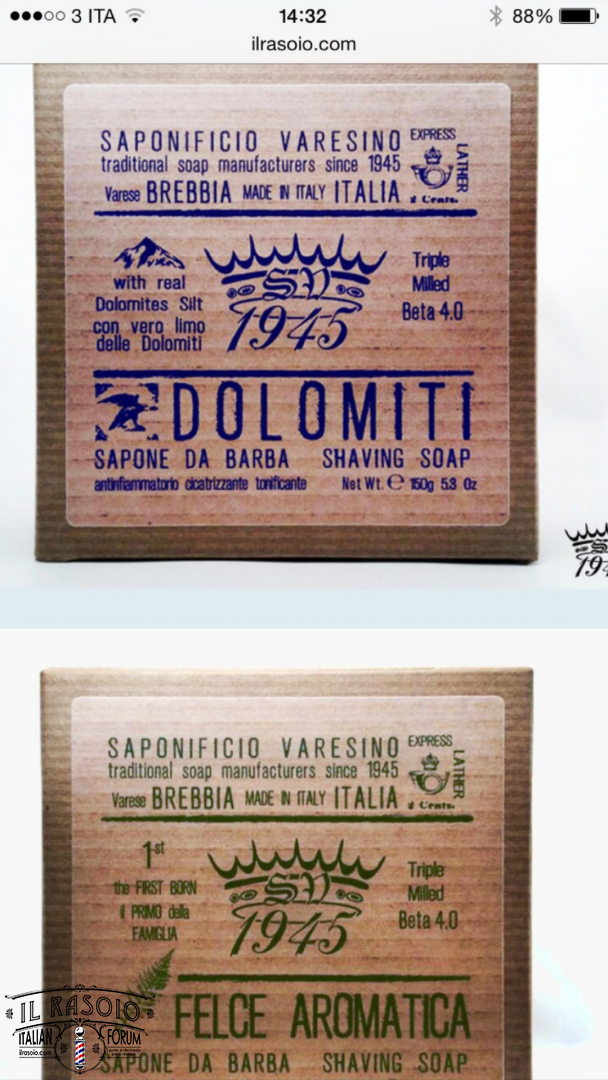 3 ITA 14:32 88%
ilrasoio.com
SAPONIFICIO VARESINO
traditional soap manufacturers since 1945
Varese BREBBIA MADE IN ITALY ITALIA
EXPRESS
LATHER
2 Cents.
with real
Dolomites Silt
con vero limo
delle Dolomiti
SV
1945
Triple
Milled
Beta 4.0
DOLOMITI
SAPONE DA BARBA SHAVING SOAP
antinfiammatorio cicatrizzante tonificante Net Wt. e 150g 5.3 Oz
1945
SAPONIFICIO VARESINO
traditional soap manufacturers since 1945
Varese BREBBIA MADE IN ITALY ITALIA
EXPRESS
LATHER
2 Cents.
1st
the FIRST BORN
il PRIMO della
FAMIGLIA
SV
1945
Triple
Milled
Beta 4.0
FELCE AROMATICA
SAPONE DA BARBA SHAVING SOAP
IL RASOIO
ITALIAN FORUM
ilrasoio.com